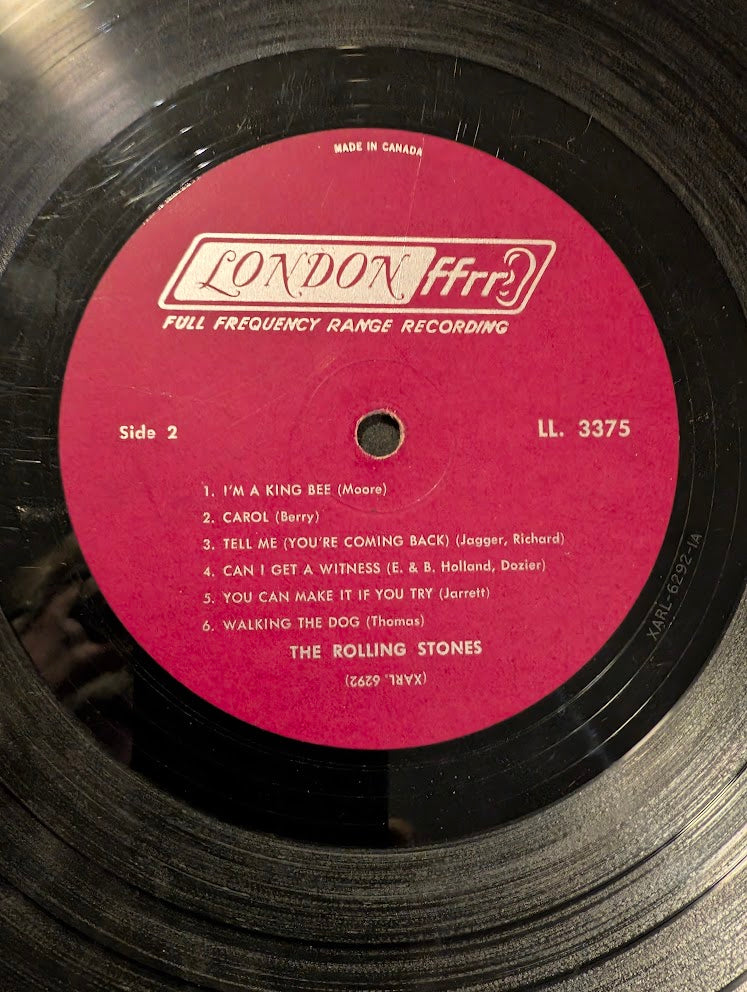 MADE IN CANADA
LONDON ffrr
FULL FREQUENCY RANGE RECORDING
Side 2
LL. 3375
1. I'M A KING BEE (Moore)
2. CAROL (Berry)
3. TELL ME (YOU'RE COMING BACK) (Jagger, Richard)
4. CAN I GET A WITNESS (E. & B. Holland, Dozier)
5. YOU CAN MAKE IT IF YOU TRY (Jarrett)
6. WALKING THE DOG (Thomas)
THE ROLLING STONES
(XARL. 6292)
XARL-6292-1A